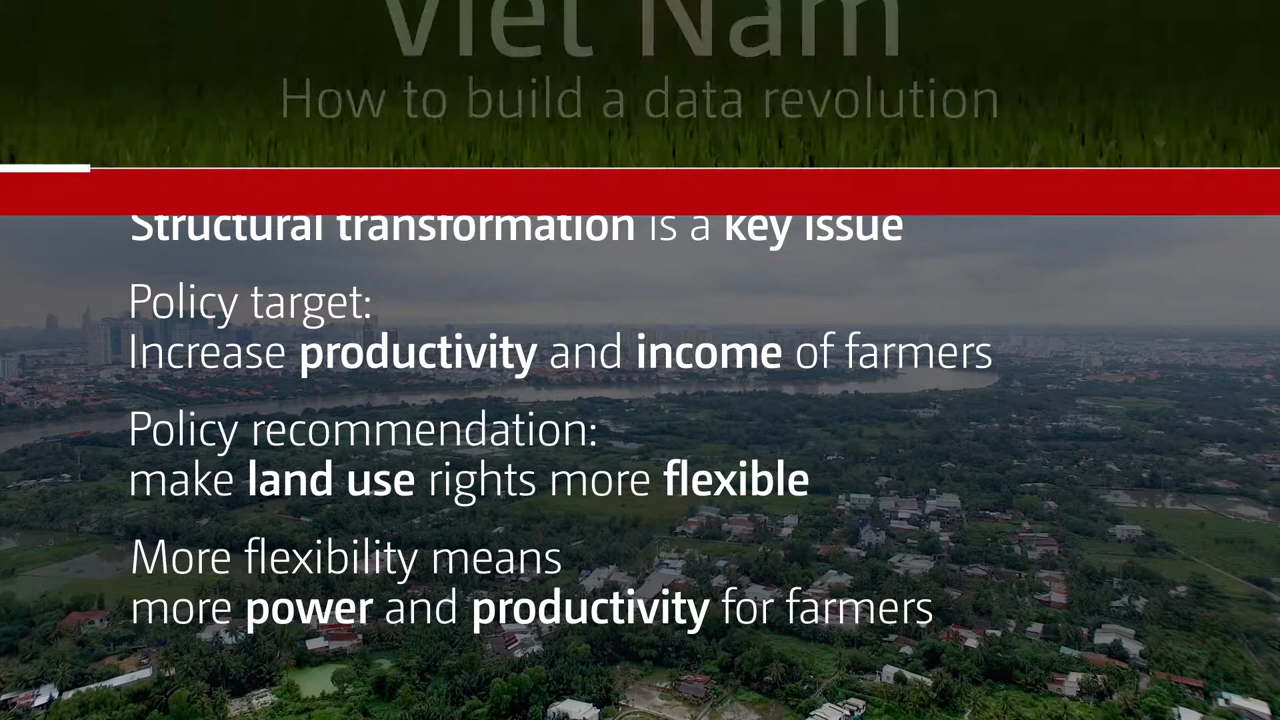 Viet Nam
How to build a data revolution
Structural transformation is a key issue
Policy target:
Increase productivity and income of farmers
Policy recommendation:
make land use rights more flexible
More flexibility means
more power and productivity for farmers